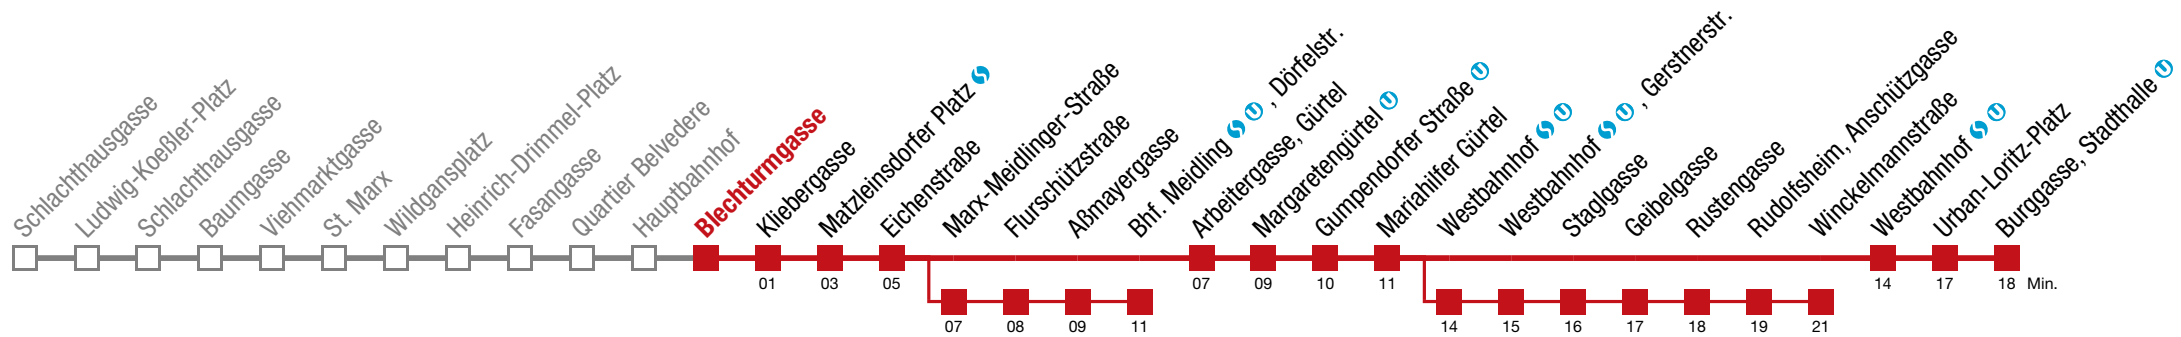 Schlachthausgasse
Ludwig-Koeßler-Platz
Schlachthausgasse
Baumgasse
Viehmarktgasse
St. Marx
Wildgansplatz
Heinrich-Drimmel-Platz
Fasangasse
Quartier Belvedere
Hauptbahnhof
Blechturmgasse
Kliebergasse
Matzleinsdorfer Platz S
Eichenstraße
Marx-Meidlinger-Straße
Flurschützstraße
Aßmayergasse
Bhf. Meidling S U , Dörfelstr.
Arbeitergasse, Gürtel
Margaretengürtel U
Gumpendorfer Straße U
Mariahilfer Gürtel
Westbahnhof S U
Westbahnhof S U , Gerstnerstr.
Staglgasse
Geibelgasse
Rustengasse
Rudolfsheim, Anschützgasse
Winckelmannstraße
Westbahnhof S U
Urban-Loritz-Platz
Burggasse, Stadthalle U
01 03 05 07 09 10 11 14 17 18 Min.
07 08 09 11 14 15 16 17 18 19 21